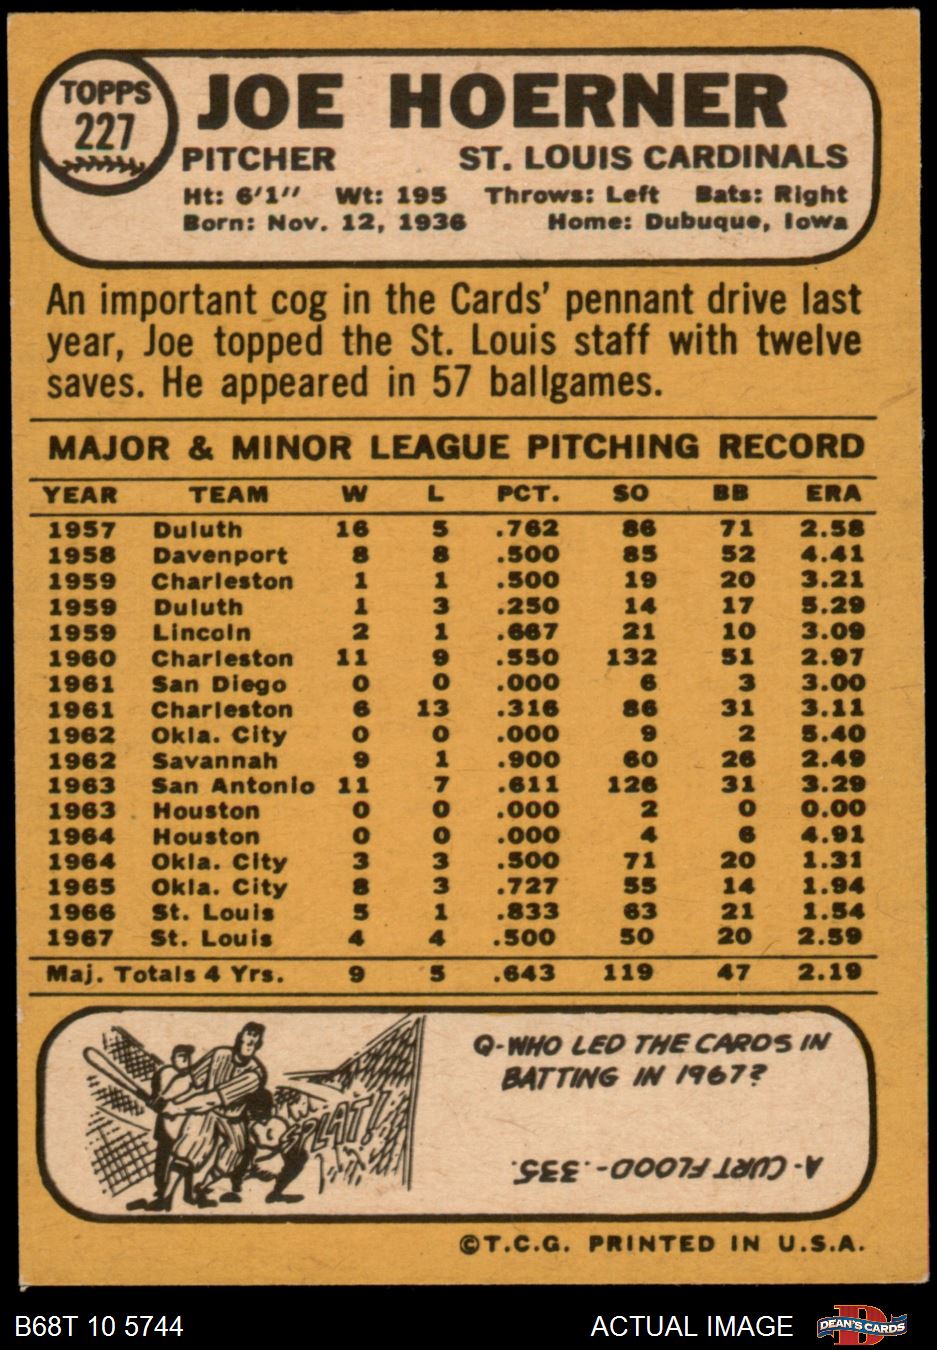 TOPPS
227
JOE HOERNER
PITCHER ST. LOUIS CARDINALS
Ht: 6'1" Wt: 195 Throws: Left Bats: Right
Born: Nov. 12, 1936 Home: Dubuque, Iowa
An important cog in the Cards' pennant drive last
year, Joe topped the St. Louis staff with twelve
saves. He appeared in 57 ballgames.
MAJOR & MINOR LEAGUE PITCHING RECORD
YEAR TEAM W L PCT. SO BB ERA
1957 Duluth 16 5 .762 86 71 2.58
1958 Davenport 8 8 .500 85 52 4.41
1959 Charleston 1 1 .500 19 20 3.21
1959 Duluth 1 3 .250 14 17 5.29
1959 Lincoln 2 1 .667 21 10 3.09
1960 Charleston 11 9 .550 132 51 2.97
1961 San Diego 0 0 .000 6 3 3.00
1961 Charleston 6 13 .316 86 31 3.11
1962 Okla. City 0 0 .000 9 2 5.40
1962 Savannah 9 1 .900 60 26 2.49
1963 San Antonio 11 7 .611 126 31 3.29
1963 Houston 0 0 .000 2 0 0.00
1964 Houston 0 0 .000 4 6 4.91
1964 Okla. City 3 3 .500 71 20 1.31
1965 Okla. City 8 3 .727 55 14 1.94
1966 St. Louis 5 1 .833 63 21 1.54
1967 St. Louis 4 4 .500 50 20 2.59
Maj. Totals 4 Yrs. 9 5 .643 119 47 2.19
Q-WHO LED THE CARDS IN
BATTING IN 1967?
SPLAT!
A-CURT FLOOD-.335.
©T.C.G. PRINTED IN U.S.A.
B68T 10 5744 ACTUAL IMAGE DEAN'S CARDS